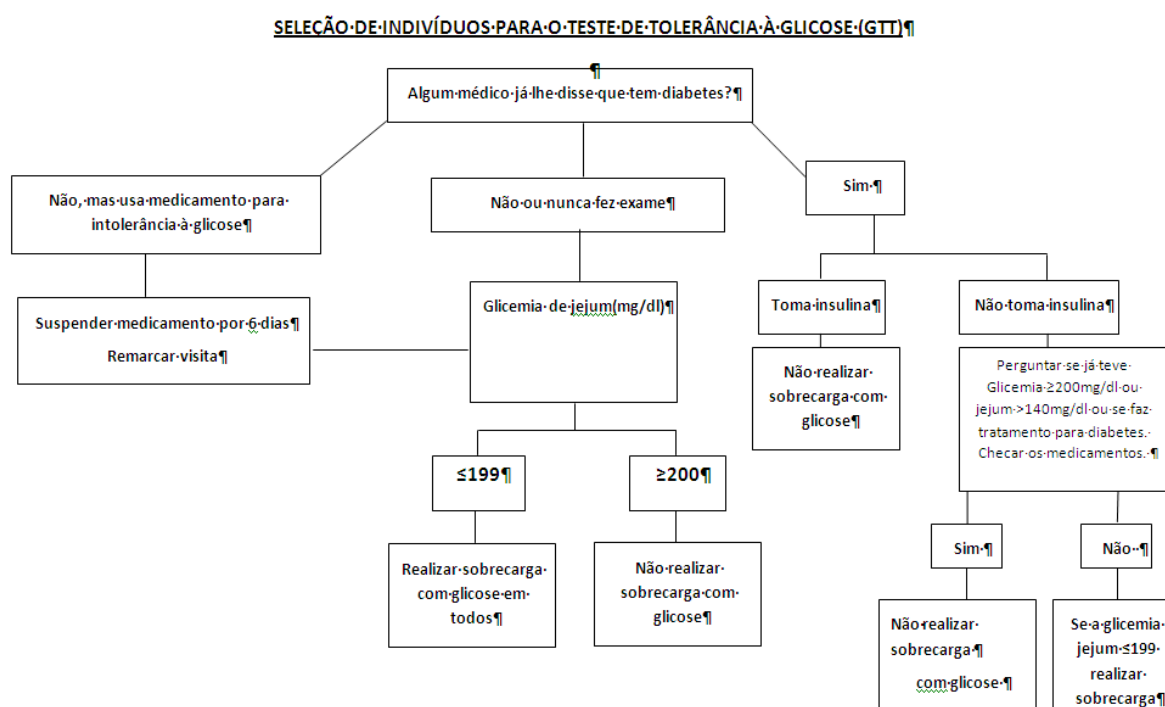 SELEÇÃO·DE·INDIVÍDUOS·PARA·O·TESTE·DE·TOLERÂNCIA·À·GLICOSE·(GTT)¶
¶
Algum·médico·já·lhe·disse·que·tem·diabetes?¶
Não,·mas·usa·medicamento·para·
intolerância·à·glicose¶
Não·ou·nunca·fez·exame¶
Sim·¶
Suspender·medicamento·por·6·dias¶
Remarcar·visita¶
Glicemia·de·jejum(mg/dl)¶
Toma·insulina¶
Não·toma·insulina¶
Não·realizar·
sobrecarga·com·
glicose¶
Perguntar·se·já·teve·
Glicemia·≥200mg/dl·ou·
jejum·>140mg/dl·ou·se·faz·
tratamento·para·diabetes.·
Checar·os·medicamentos.·¶
≤199¶
≥200¶
Realizar·sobrecarga·
com·glicose·em·
todos¶
Não·realizar·
sobrecarga·com·
glicose¶
Sim·¶
Não··¶
Não·realizar·
sobrecarga·¶
com·glicose·¶
Se·a·glicemia·
jejum·≤199·
realizar·
sobrecarga¶